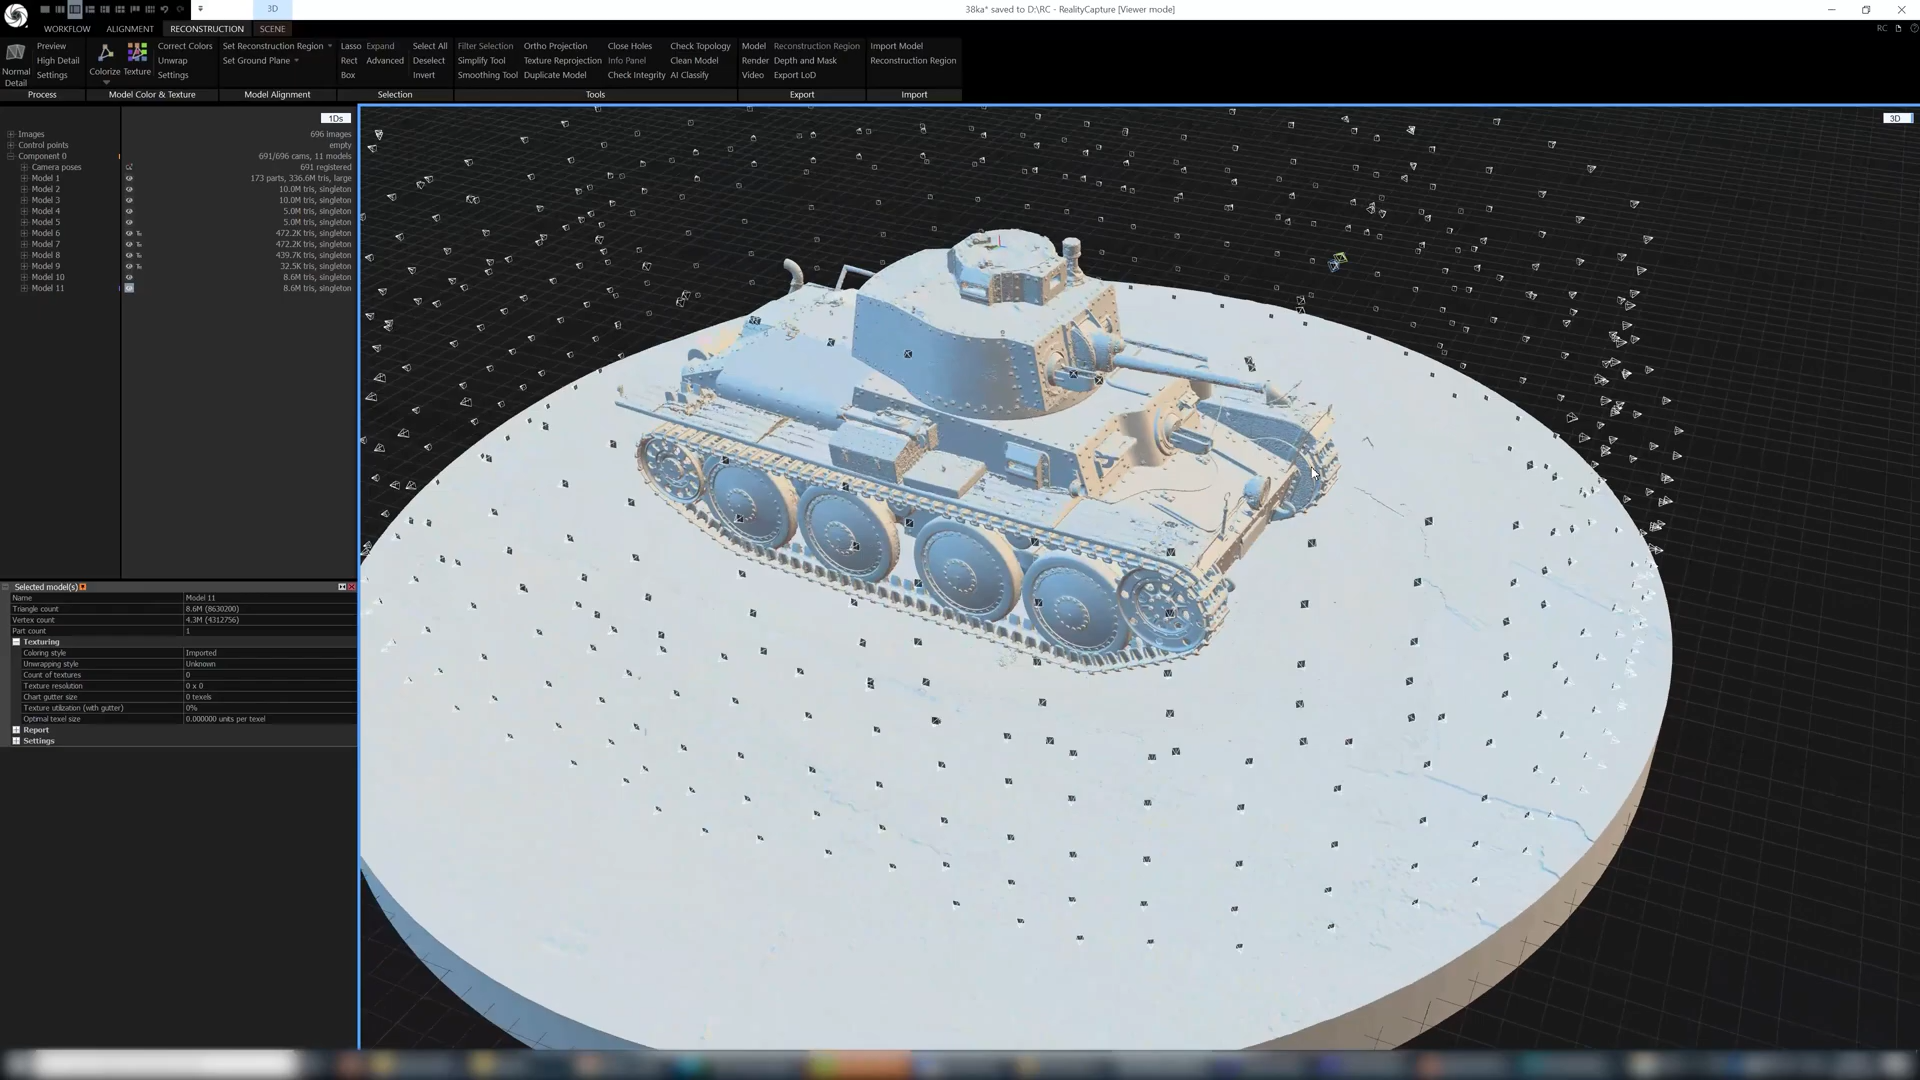 3D
38ka* saved to D:\RC - RealityCapture [Viewer mode]
WORKFLOW ALIGNMENT RECONSTRUCTION SCENE
RC
Normal Detail
Preview
High Detail
Settings
Process
Colorize
Texture
Correct Colors
Unwrap
Settings
Model Color & Texture
Set Reconstruction Region
Set Ground Plane
Model Alignment
Lasso Expand Select All
Rect Advanced Deselect
Box Invert
Selection
Filter Selection Ortho Projection Close Holes Check Topology
Simplify Tool Texture Reprojection Info Panel Clean Model
Smoothing Tool Duplicate Model Check Integrity AI Classify
Tools
Model Reconstruction Region
Render Depth and Mask
Video Export LoD
Export
Import Model
Reconstruction Region
Import
1Ds
3D
Images 696 images
Control points empty
Component 0 691/696 cams, 11 models
Camera poses 691 registered
Model 1 173 parts, 336.6M tris, large
Model 2 10.0M tris, singleton
Model 3 10.0M tris, singleton
Model 4 5.0M tris, singleton
Model 5 5.0M tris, singleton
Model 6 472.2K tris, singleton
Model 7 472.2K tris, singleton
Model 8 439.7K tris, singleton
Model 9 32.5K tris, singleton
Model 10 8.6M tris, singleton
Model 11 8.6M tris, singleton
Selected model(s)
Name Model 11
Triangle count 8.6M (8630200)
Vertex count 4.3M (4312756)
Part count 1
Texturing
Coloring style Imported
Unwrapping style Unknown
Count of textures 0
Texture resolution 0 x 0
Chart gutter size 0 texels
Texture utilization (with gutter) 0%
Optimal texel size 0.000000 units per texel
Report
Settings